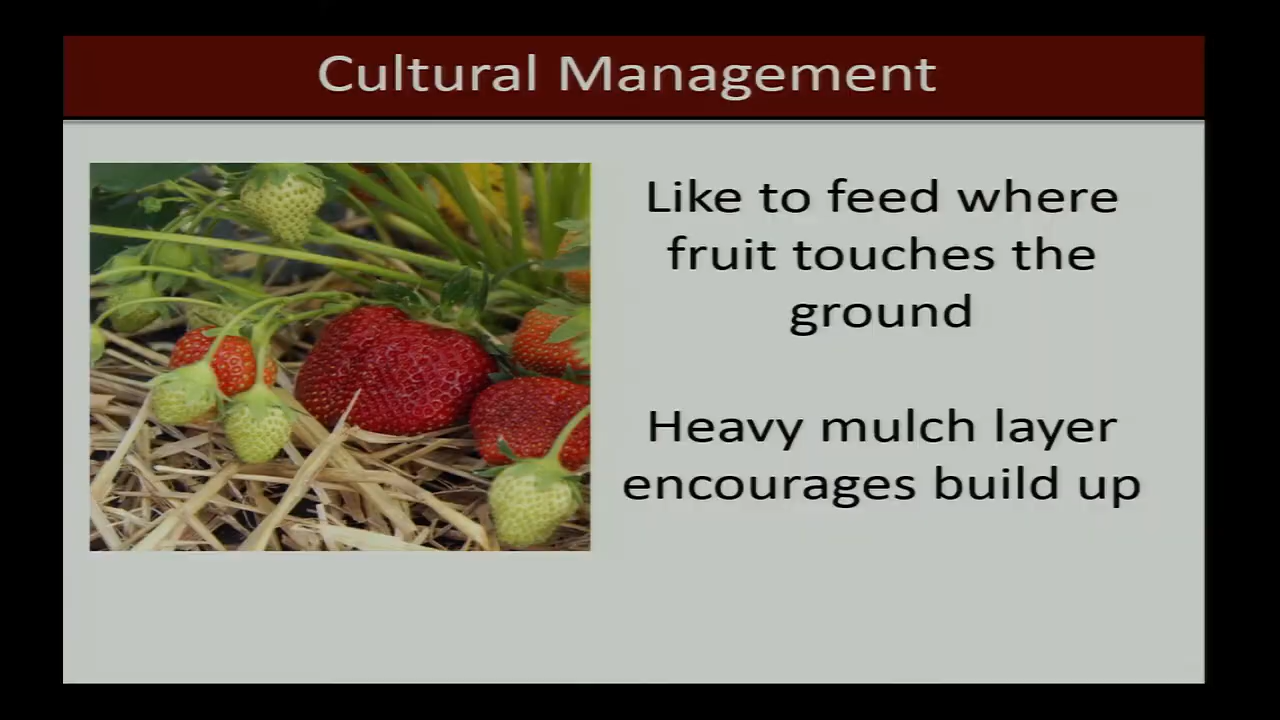 Cultural Management
Like to feed where
fruit touches the
ground
Heavy mulch layer
encourages build up